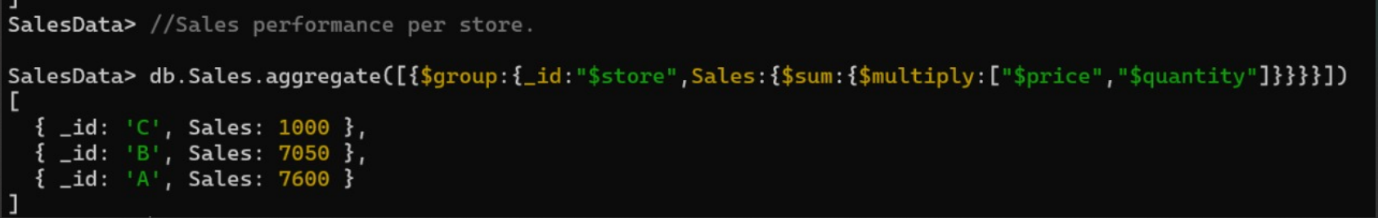 ]
SalesData> //Sales performance per store.
SalesData> db.Sales.aggregate([{$group:{_id:"$store",Sales:{$sum:{$multiply:["$price","$quantity"]}}}}])
[
  { _id: 'C', Sales: 1000 },
  { _id: 'B', Sales: 7050 },
  { _id: 'A', Sales: 7600 }
]